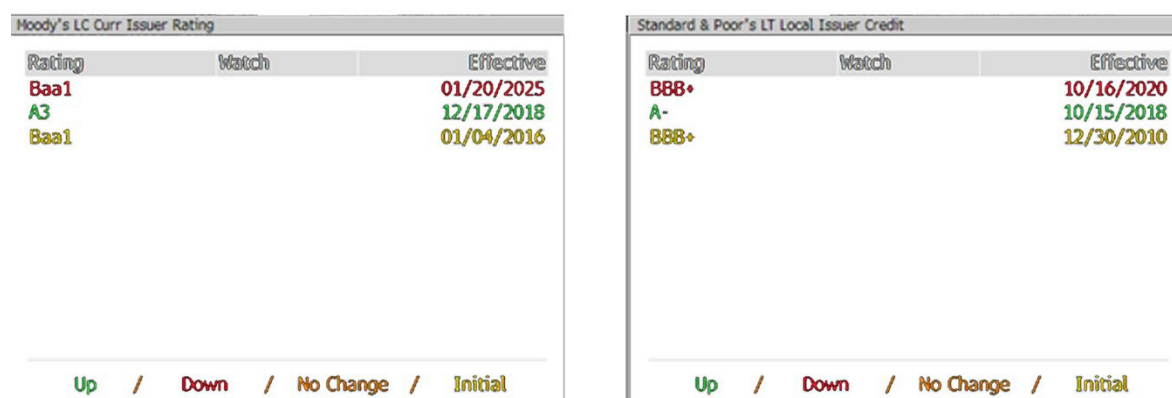 Moody's LC Curr Issuer Rating
Rating Watch Effective
Baa1 01/20/2025
A3 12/17/2018
Baa1 01/04/2016
Up / Down / No Change / Initial
Standard & Poor's LT Local Issuer Credit
Rating Watch Effective
BBB+ 10/16/2020
A- 10/15/2018
BBB+ 12/30/2010
Up / Down / No Change / Initial